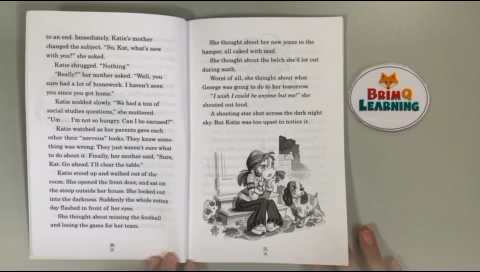 to an end. Immediately, Katie's mother
changed the subject. "So, Kat, what's new
with you?" she asked.
Katie shrugged. "Nothing."
"Really?" her mother asked. "Well, you
sure had a lot of homework. I haven't seen
you since you got home."
Katie nodded slowly. "We had a ton of
social studies questions," she muttered.
"Um . . . I'm not so hungry. Can I be excused?"
Katie watched as her parents gave each
other their "nervous" looks. They knew some-
thing was wrong. They just weren't sure what
to do about it. Finally, her mother said, "Sure,
Kat. Go ahead. I'll clear the table."
Katie stood up and walked out of the
room. She opened the front door, and sat on
the stoop outside her house. She looked out
into the darkness. Suddenly the whole rotten
day flashed in front of her eyes.
She thought about missing the football
and losing the game for her team.
She thought about her new jeans in the
hamper, all caked with mud.
She thought about the belch she'd let out
during math.
Worst of all, she thought about what
George was going to do to her tomorrow.
"I wish I could be anyone but me!" she
shouted out loud.
A shooting star shot across the dark night
sky. But Katie was too upset to notice it.
BRIMQ
LEARNING